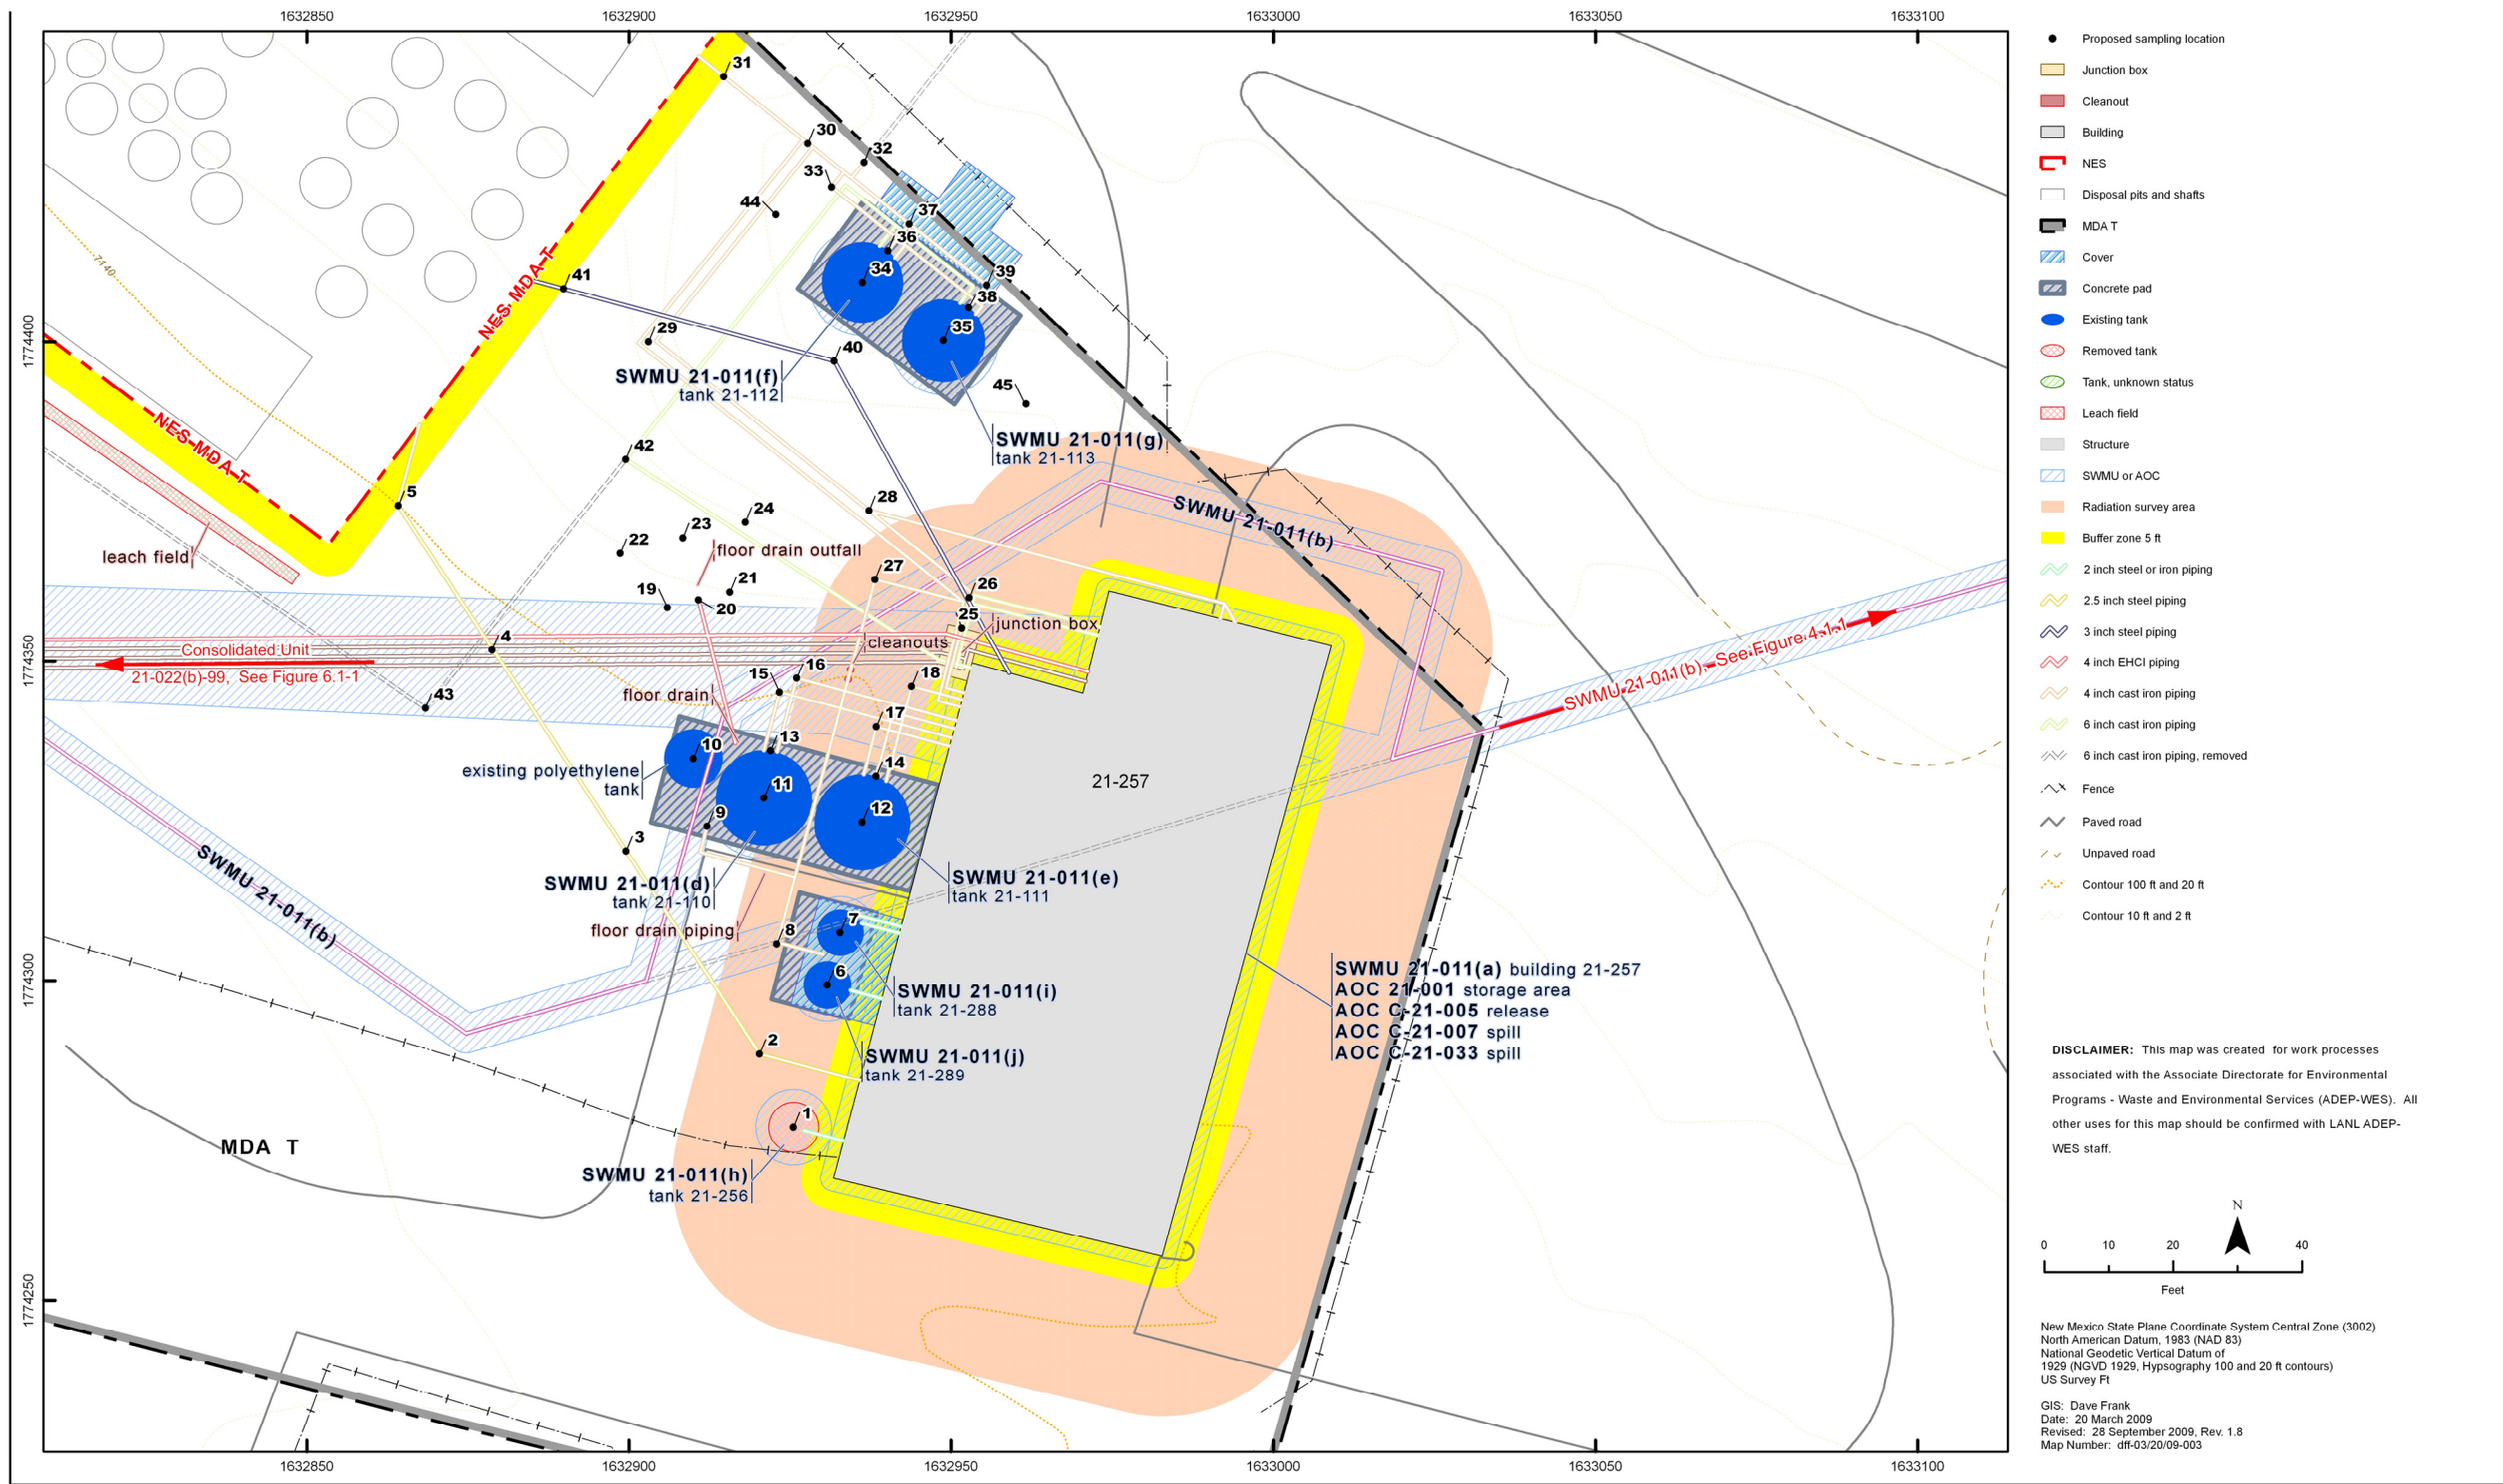 1632850
1632900
1632950
1633000
1633050
1633100
1774400
1774350
1774300
1774250
7140
31
30
32
33
44
37
36
34
39
38
35
45
NES MDA T
41
29
40
SWMU 21-011(f)
tank 21-112
SWMU 21-011(g)
tank 21-113
NES MDA T
5
42
leach field
28
24
23
22
floor drain outfall
SWMU 21-011(b)
27
26
21
19
20
25
junction box
cleanouts
4
Consolidated Unit
21-022(b)-99, See Figure 6.1-1
43
15
16
18
floor drain
17
SWMU 21-011(b), See Figure 4.1-1
10
13
14
existing polyethylene
tank
11
12
9
21-257
3
SWMU 21-011(d)
tank 21-110
SWMU 21-011(e)
tank 21-111
SWMU 21-011(b)
floor drain piping
8
7
6
SWMU 21-011(i)
tank 21-288
SWMU 21-011(j)
tank 21-289
2
1
SWMU 21-011(h)
tank 21-256
MDA T
SWMU 21-011(a) building 21-257
AOC 21-001 storage area
AOC C-21-005 release
AOC C-21-007 spill
AOC C-21-033 spill
1632850
1632900
1632950
1633000
1633050
1633100
Proposed sampling location
Junction box
Cleanout
Building
NES
Disposal pits and shafts
MDA T
Cover
Concrete pad
Existing tank
Removed tank
Tank, unknown status
Leach field
Structure
SWMU or AOC
Radiation survey area
Buffer zone 5 ft
2 inch steel or iron piping
2.5 inch steel piping
3 inch steel piping
4 inch EHCI piping
4 inch cast iron piping
6 inch cast iron piping
6 inch cast iron piping, removed
Fence
Paved road
Unpaved road
Contour 100 ft and 20 ft
Contour 10 ft and 2 ft
DISCLAIMER: This map was created for work processes
associated with the Associate Directorate for Environmental
Programs - Waste and Environmental Services (ADEP-WES). All
other uses for this map should be confirmed with LANL ADEP-
WES staff.
N
0 10 20 40
Feet
New Mexico State Plane Coordinate System Central Zone (3002)
North American Datum, 1983 (NAD 83)
National Geodetic Vertical Datum of
1929 (NGVD 1929, Hypsography 100 and 20 ft contours)
US Survey Ft
GIS: Dave Frank
Date: 20 March 2009
Revised: 28 September 2009, Rev. 1.8
Map Number: dff-03/20/09-003